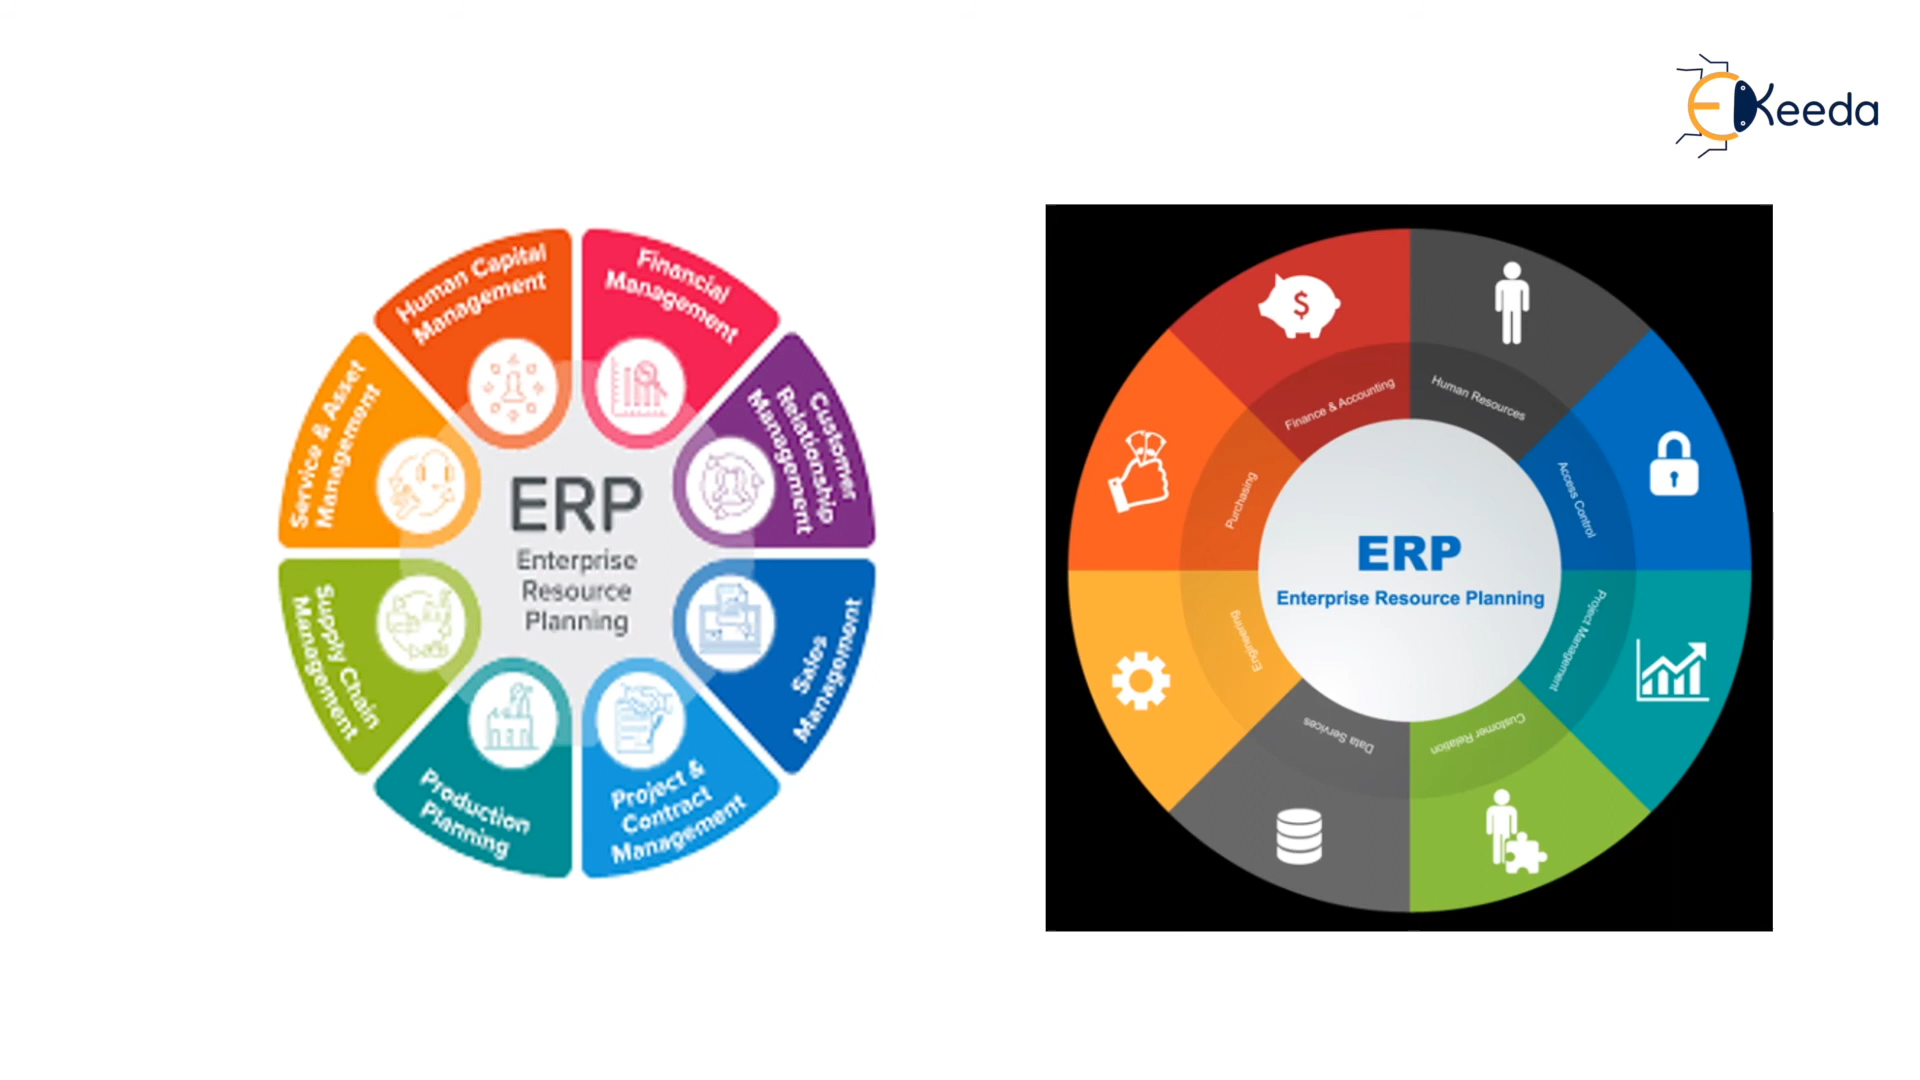 EKeeda
Human Capital
Management
Financial
Management
Customer
Relationship
Management
Sales
Management
Project &
Contract
Management
Production
Planning
Supply Chain
Management
Service & Asset
Management
ERP
Enterprise
Resource
Planning
$
Finance & Accounting
Human Resources
Access Control
Project Management
Customer Relation
Data Services
Engineering
Purchasing
ERP
Enterprise Resource Planning